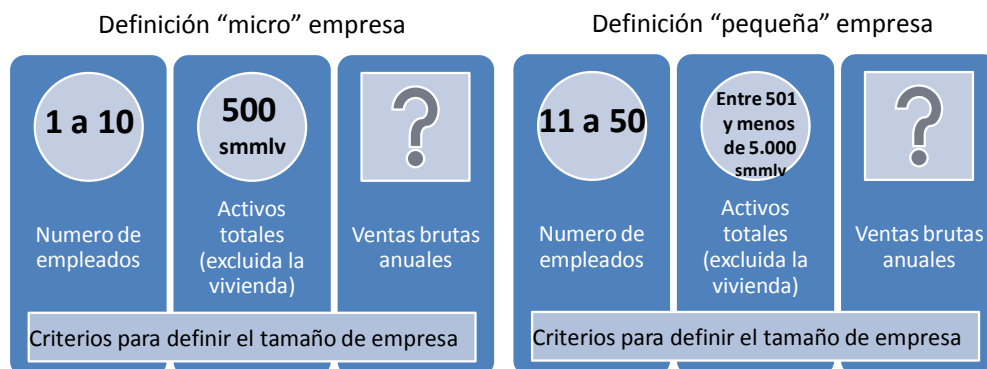 Definición “micro” empresa
1 a 10
500
smmlv
?
Numero de
empleados
Activos
totales
(excluida la
vivienda)
Ventas brutas
anuales
Criterios para definir el tamaño de empresa
Definición “pequeña” empresa
11 a 50
Entre 501
y menos
de 5.000
smmlv
?
Numero de
empleados
Activos
totales
(excluida la
vivienda)
Ventas brutas
anuales
Criterios para definir el tamaño de empresa